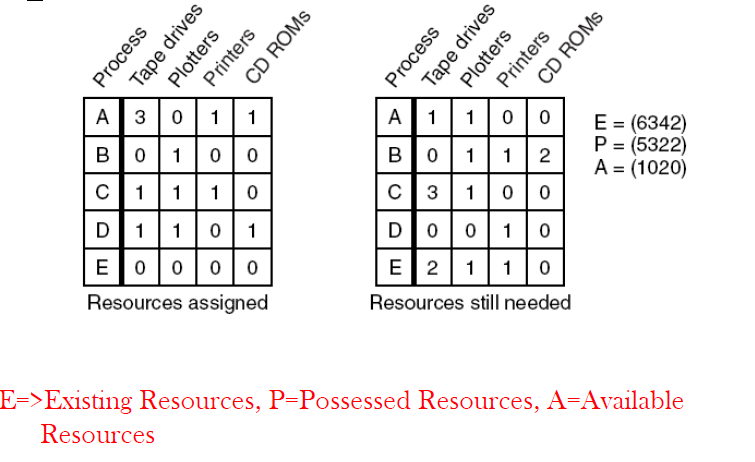 Process Tape drives Plotters Printers CD ROMs
A 3 0 1 1
B 0 1 0 0
C 1 1 1 0
D 1 1 0 1
E 0 0 0 0
Resources assigned
Process Tape drives Plotters Printers CD ROMs
A 1 1 0 0
B 0 1 1 2
C 3 1 0 0
D 0 0 1 0
E 2 1 1 0
Resources still needed
E = (6342)
P = (5322)
A = (1020)
E=>Existing Resources, P=Possessed Resources, A=Available
Resources